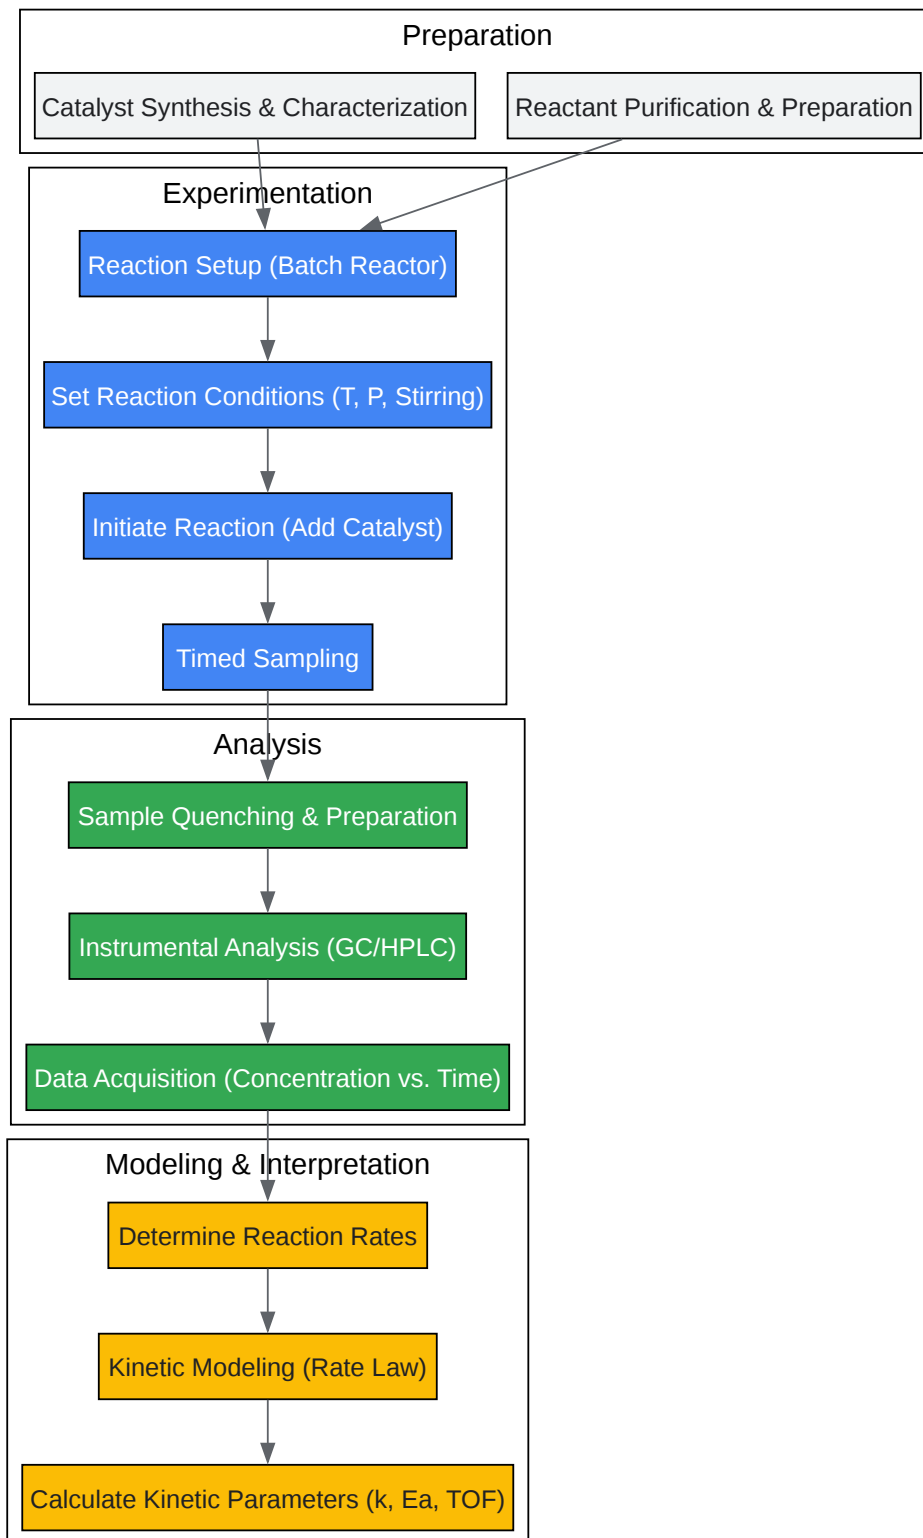 Preparation
Catalyst Synthesis & Characterization
Reactant Purification & Preparation
Experimentation
Reaction Setup (Batch Reactor)
Set Reaction Conditions (T, P, Stirring)
Initiate Reaction (Add Catalyst)
Timed Sampling
Analysis
Sample Quenching & Preparation
Instrumental Analysis (GC/HPLC)
Data Acquisition (Concentration vs. Time)
Modeling & Interpretation
Determine Reaction Rates
Kinetic Modeling (Rate Law)
Calculate Kinetic Parameters (k, Ea, TOF)